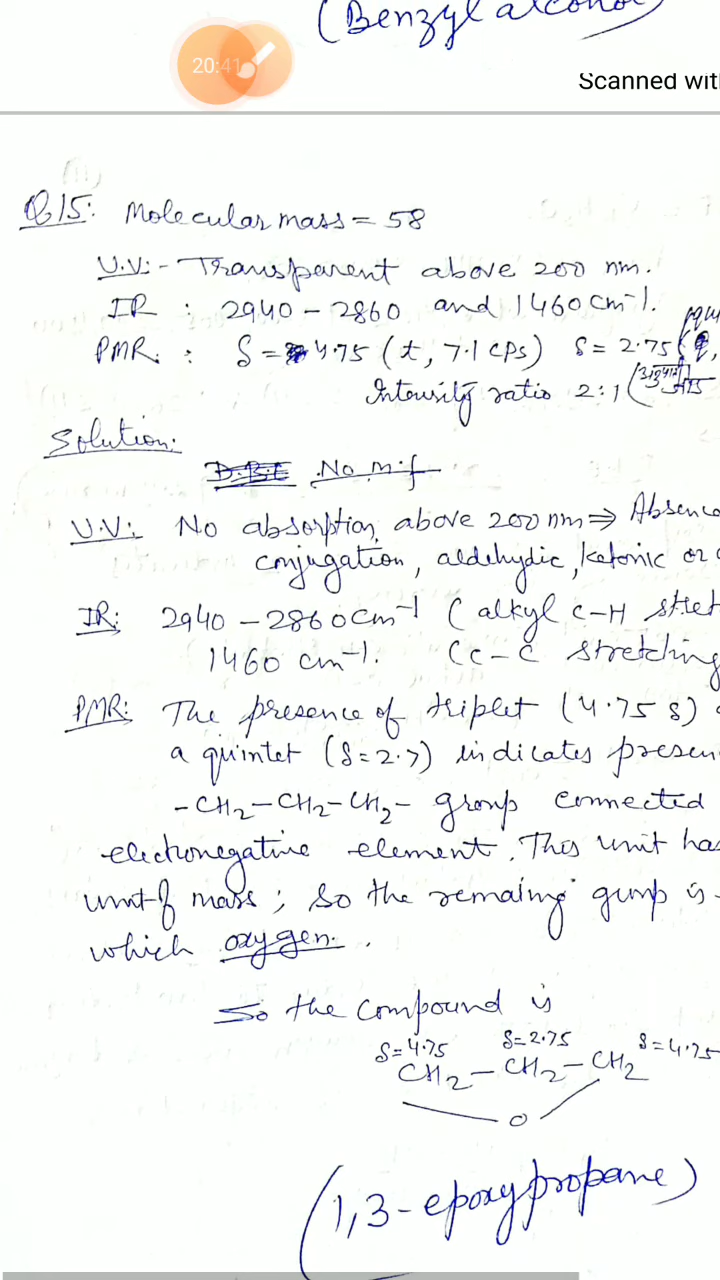 (Benzyl alcohol)
20:41
Scanned wit
Q15: Molecular mass = 58
U.V:- Transparent above 200 nm.
IR : 2940 - 2860 and 1460 cm-1.
PMR : δ = 4.75 (t, 7.1 cps) δ = 2.75 (
Intensity ratio 2:1 (
Solution:
No m.f
U.V: No absorption above 200 nm ⇒ Absence
conjugation, aldehydic, ketonic or
IR: 2940 - 2860 cm-1 (alkyl C-H stret
1460 cm-1. (C-C stretching
PMR: The presence of triplet (4.75 δ)
a quintet (δ = 2.7) indicates presen
- CH2 - CH2 - CH2 - group connected
electronegative element. This unit has
unit of mass; So the remaing group is
which oxygen.
So the compound is
δ = 4.75 δ = 2.75 δ = 4.75
CH2 - CH2 - CH2
O
(1,3-epoxypropane)